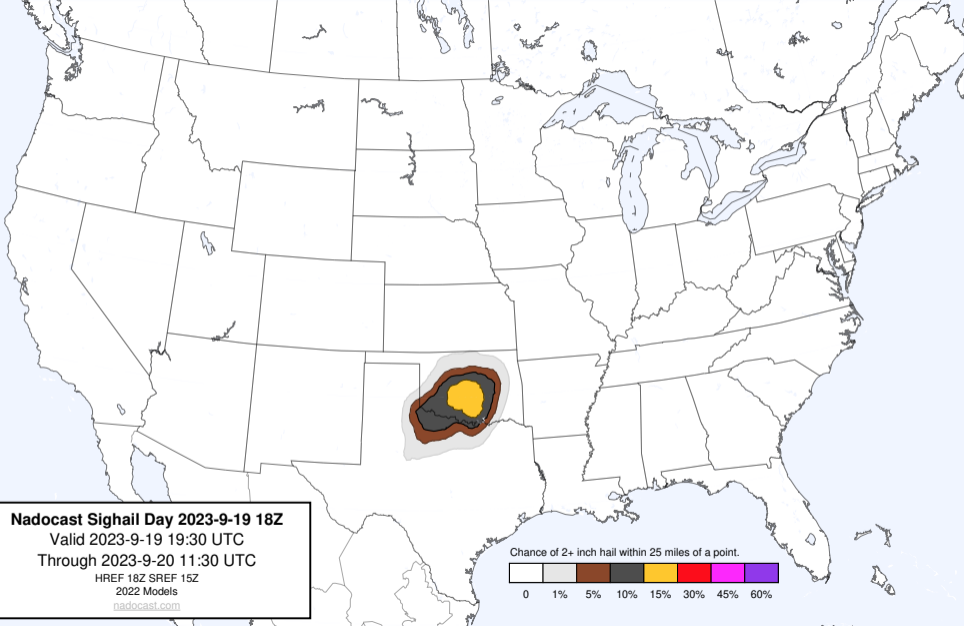 Nadocast Sighail Day 2023-9-19 18Z
Valid 2023-9-19 19:30 UTC
Through 2023-9-20 11:30 UTC
HREF 18Z SREF 15Z
2022 Models
nadocast.com
Chance of 2+ inch hail within 25 miles of a point.
0 1% 5% 10% 15% 30% 45% 60%